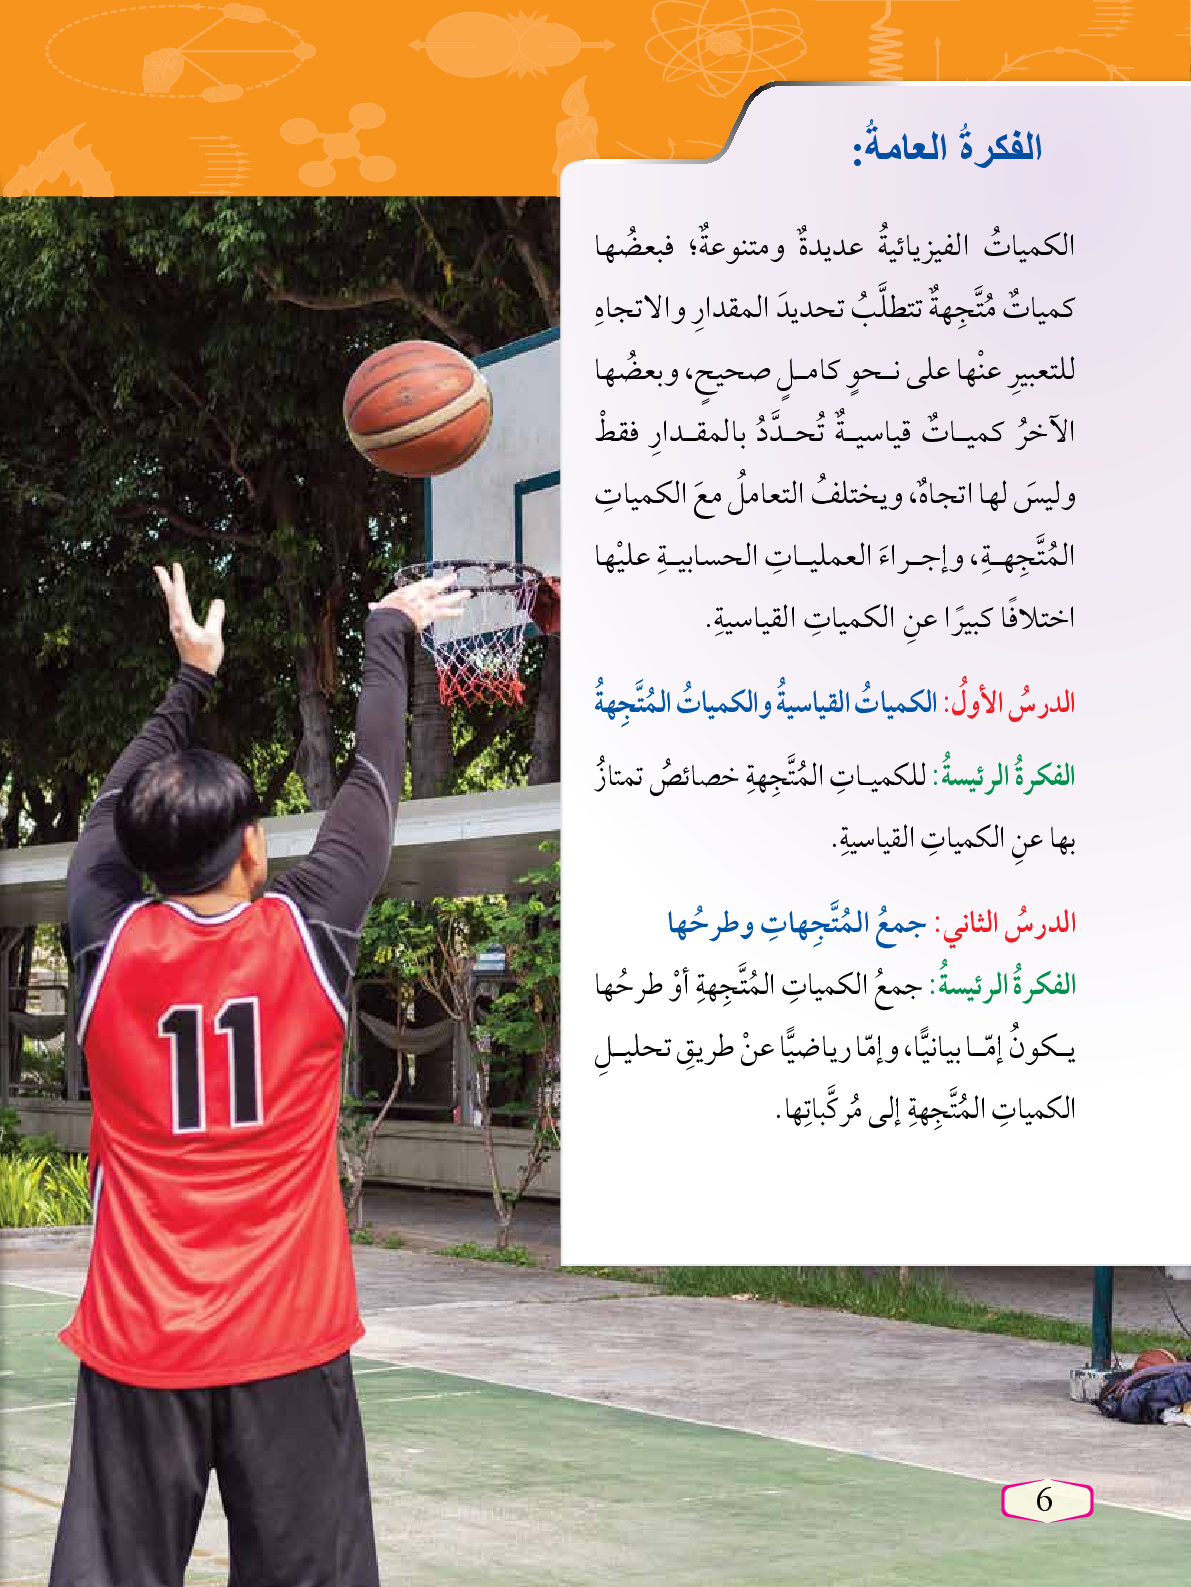 الفكرةُ العامةُ:
الكمياتُ الفيزيائيةُ عديدةٌ ومتنوعةٌ؛ فبعضُها
كمياتٌ مُتَّجِهةٌ تتطلَّبُ تحديدَ المقدارِ والاتجاهِ
للتعبيرِ عنْها على نحوٍ كاملٍ صحيحٍ، وبعضُها
الآخرُ كمياتٌ قياسيةٌ تُحدَّدُ بالمقدارِ فقطْ
وليسَ لها اتجاهٌ، ويختلفُ التعاملُ معَ الكمياتِ
المُتَّجِهةِ، وإجراءَ العملياتِ الحسابيةِ عليْها
اختلافًا كبيرًا عنِ الكمياتِ القياسيةِ.
الدرسُ الأولُ: الكمياتُ القياسيةُ والكمياتُ المُتَّجِهةُ
الفكرةُ الرئيسةُ: للكمياتِ المُتَّجِهةِ خصائصُ تمتازُ
بها عنِ الكمياتِ القياسيةِ.
الدرسُ الثاني: جمعُ المُتَّجِهاتِ وطرحُها
الفكرةُ الرئيسةُ: جمعُ الكمياتِ المُتَّجِهةِ أوْ طرحُها
يكونُ إمّا بيانيًّا، وإمّا رياضيًّا عنْ طريقِ تحليلِ
الكمياتِ المُتَّجِهةِ إلى مُركَّباتِها.
11
6